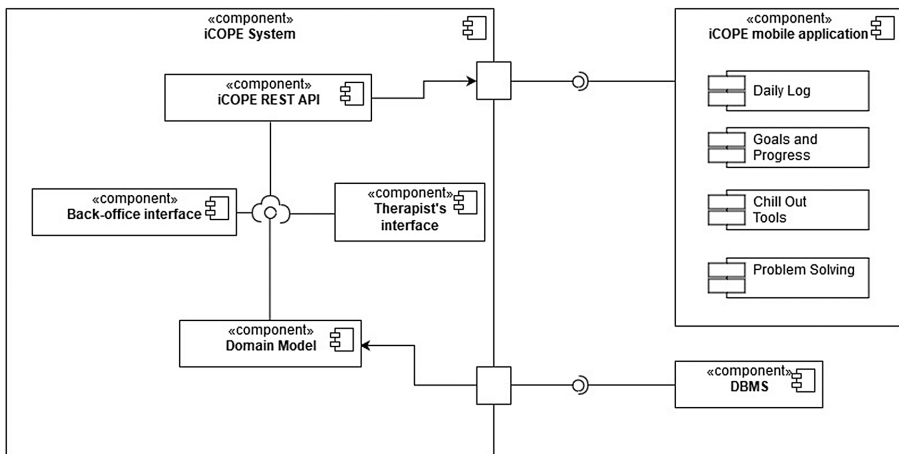 «component»
iCOPE System
«component»
iCOPE REST API
«component»
Back-office interface
«component»
Therapist's
interface
«component»
Domain Model
«component»
iCOPE mobile application
Daily Log
Goals and
Progress
Chill Out
Tools
Problem Solving
«component»
DBMS